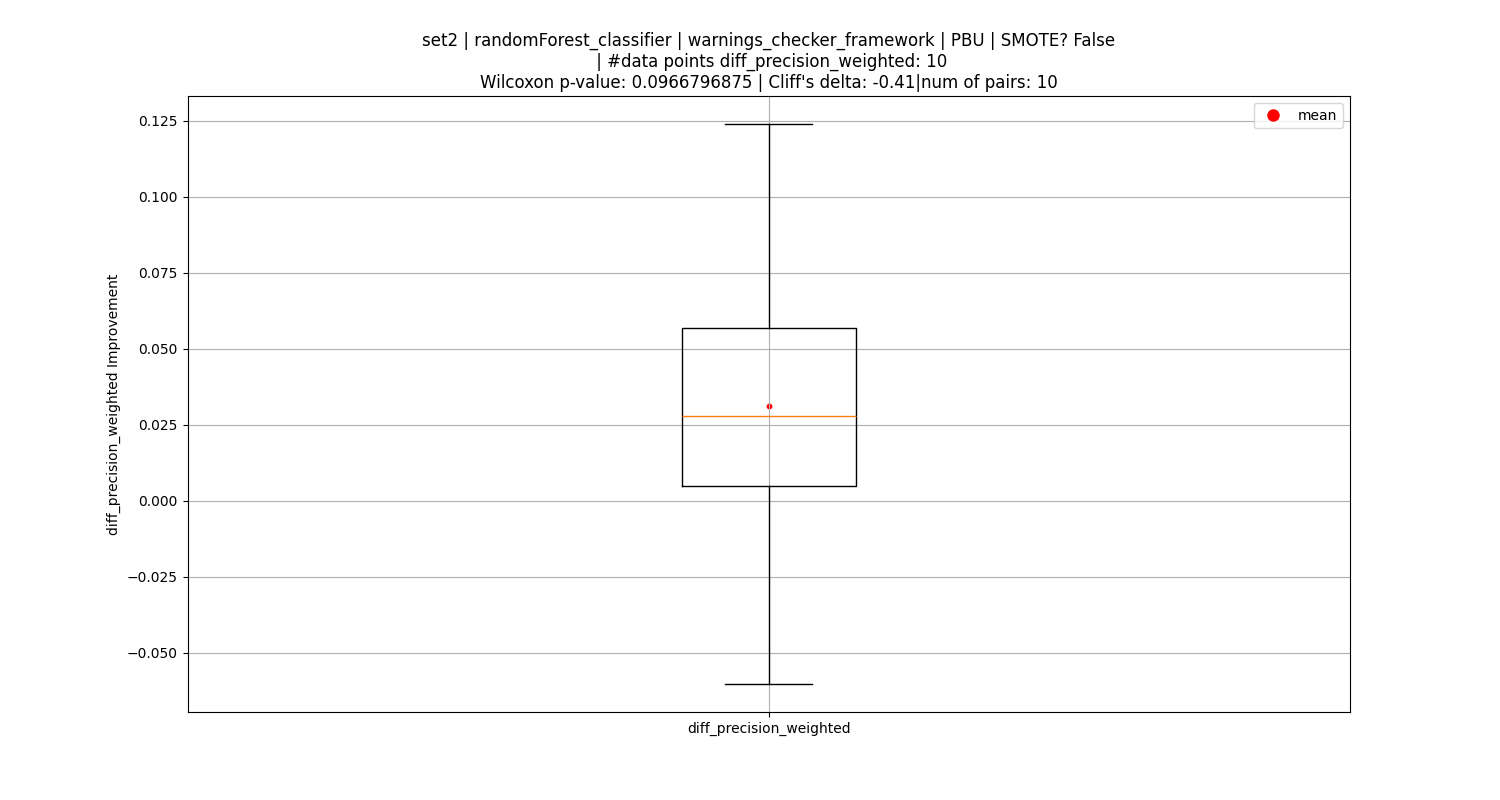 set2 | randomForest_classifier | warnings_checker_framework | PBU | SMOTE? False
| #data points diff_precision_weighted: 10
Wilcoxon p-value: 0.0966796875 | Cliff's delta: -0.41|num of pairs: 10
mean
0.125
0.100
0.075
0.050
0.025
0.000
−0.025
−0.050
diff_precision_weighted Improvement
diff_precision_weighted